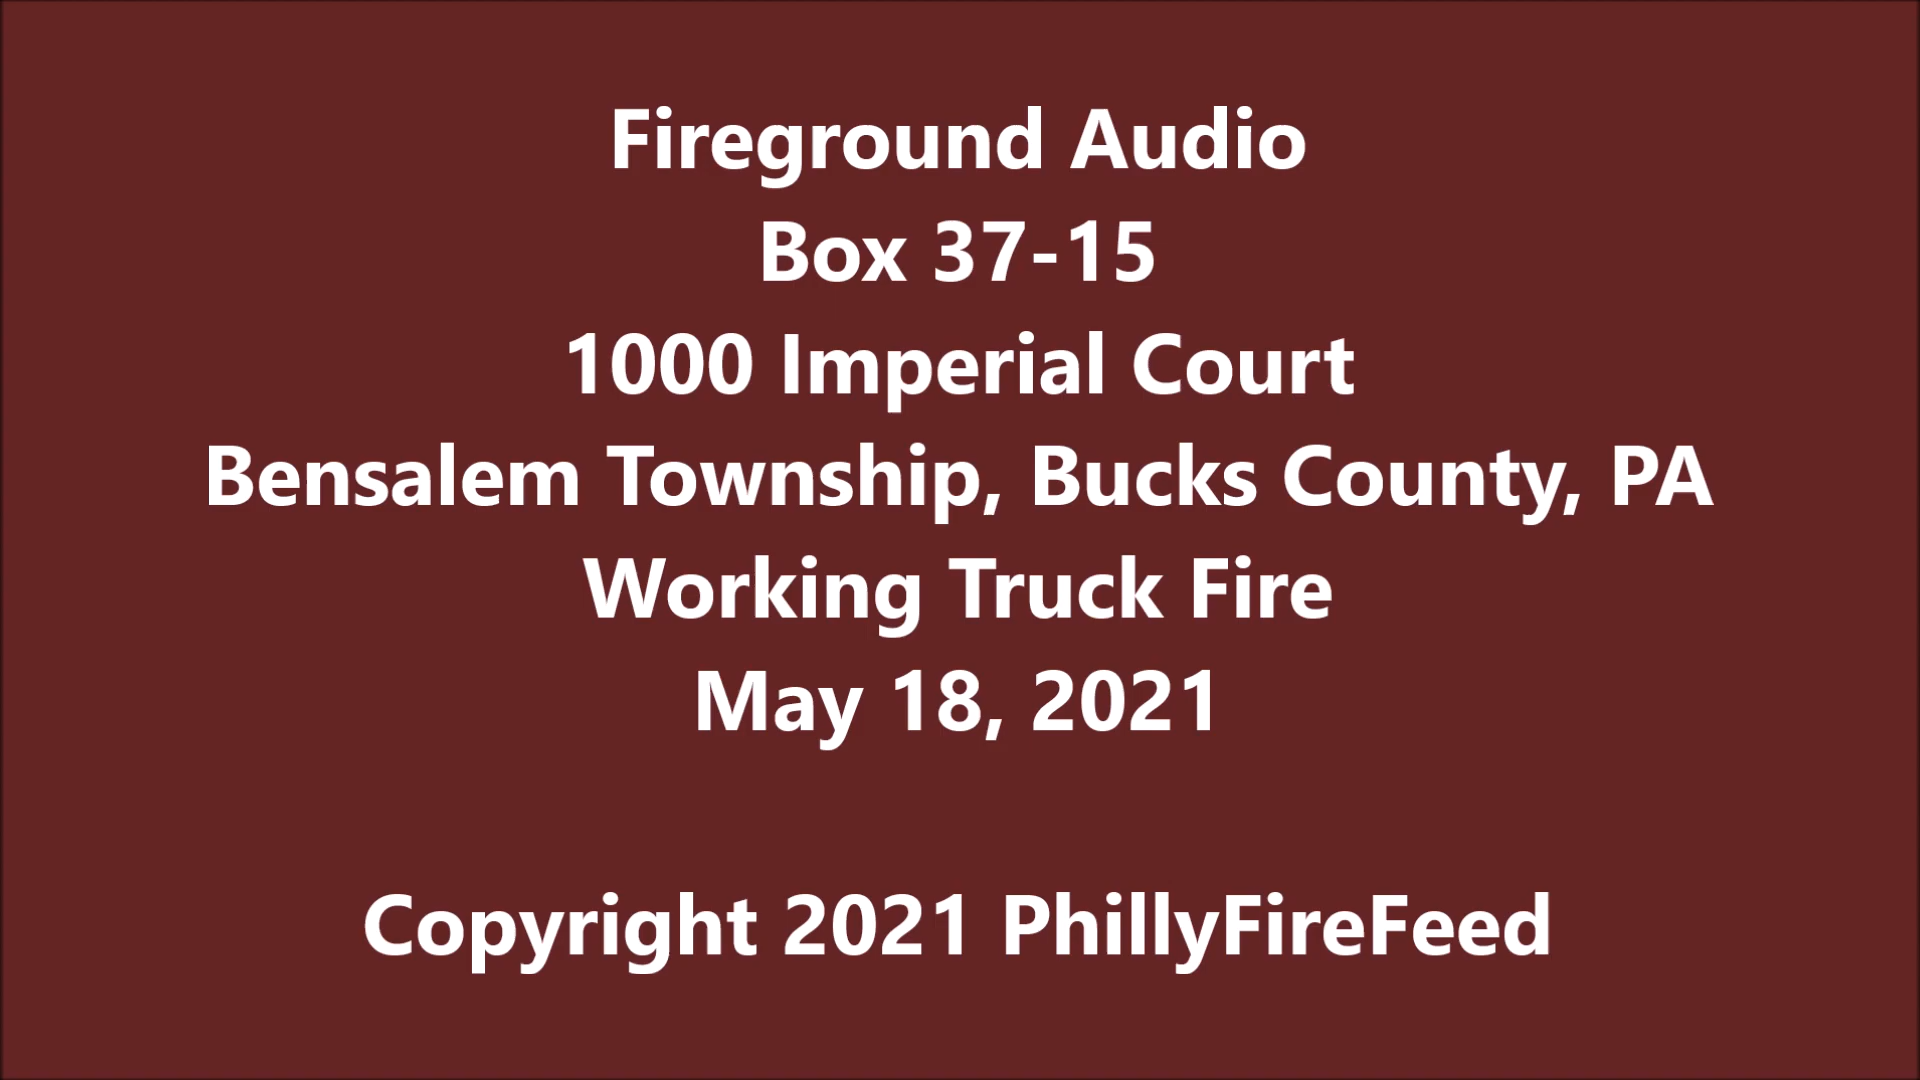 Fireground Audio
Box 37-15
1000 Imperial Court
Bensalem Township, Bucks County, PA
Working Truck Fire
May 18, 2021
Copyright 2021 PhillyFireFeed